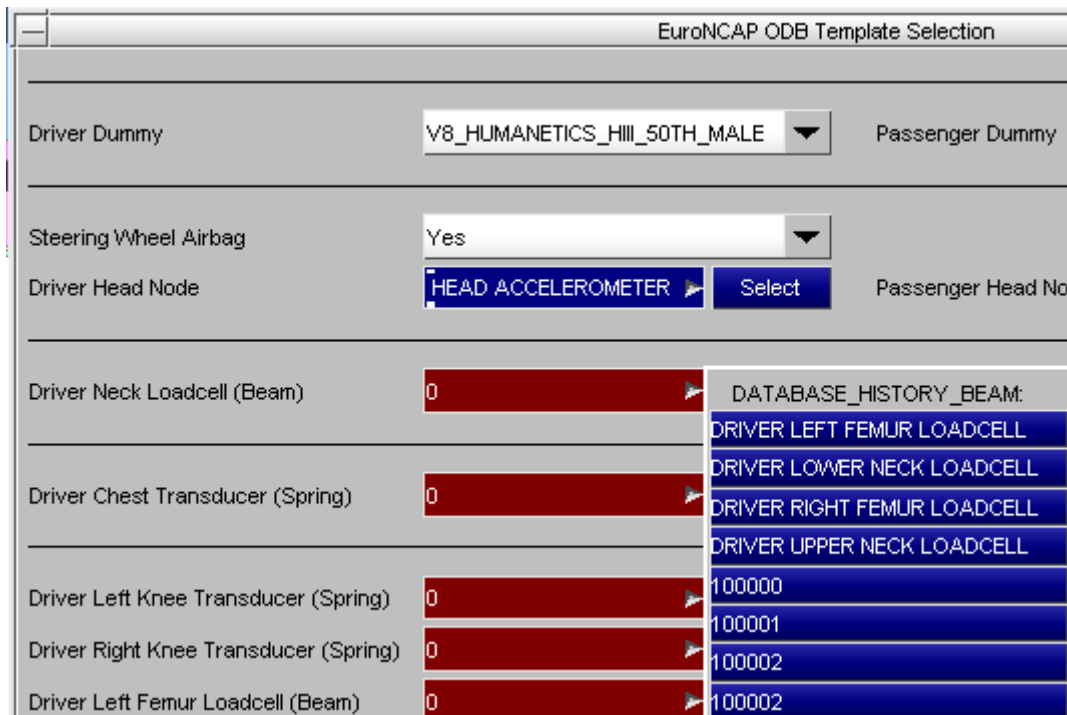 EuroNCAP ODB Template Selection
Driver Dummy V8_HUMANETICS_HIII_50TH_MALE Passenger Dummy
Steering Wheel Airbag Yes
Driver Head Node HEAD ACCELEROMETER Select Passenger Head No
Driver Neck Loadcell (Beam) 0 DATABASE_HISTORY_BEAM:
DRIVER LEFT FEMUR LOADCELL
DRIVER LOWER NECK LOADCELL
Driver Chest Transducer (Spring) 0 DRIVER RIGHT FEMUR LOADCELL
DRIVER UPPER NECK LOADCELL
Driver Left Knee Transducer (Spring) 0 100000
100001
Driver Right Knee Transducer (Spring) 0 100002
Driver Left Femur Loadcell (Beam) 0 100002